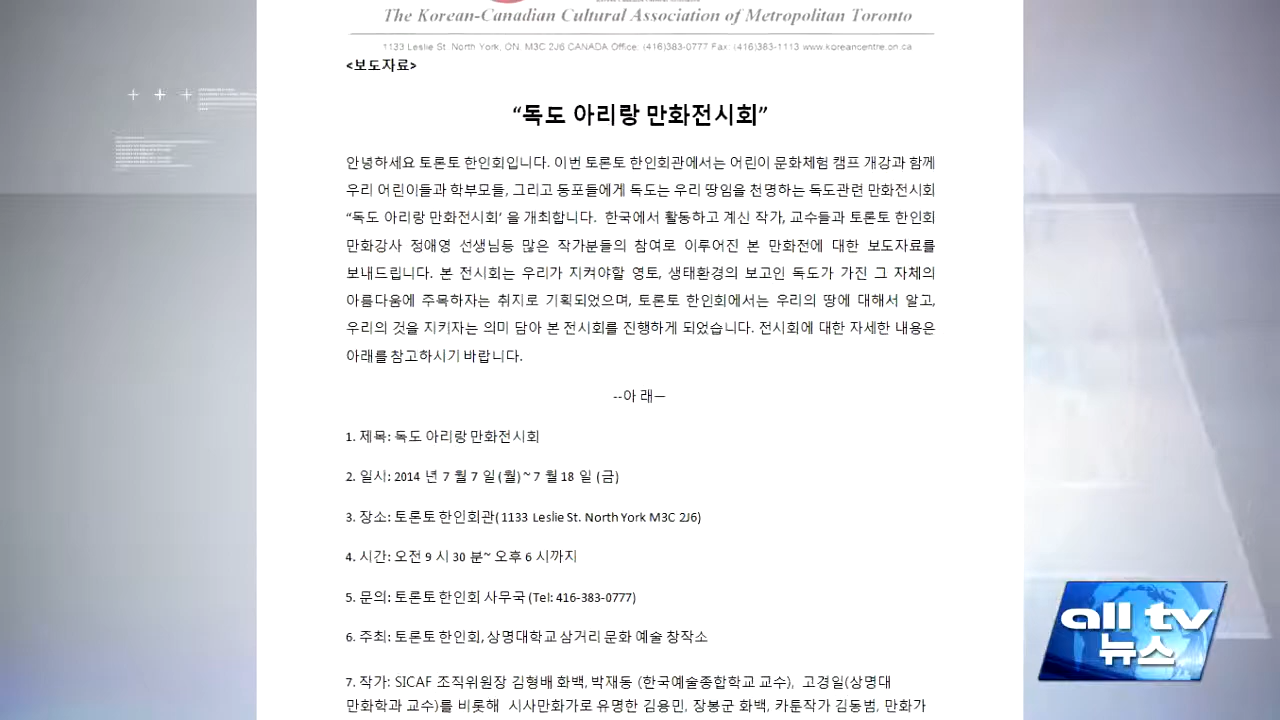 The Korean-Canadian Cultural Association of Metropolitan Toronto
1133 Leslie St. North York, ON. M3C 2J6 CANADA Office: (416)383-0777 Fax: (416)383-1113 www.koreancentre.on.ca
<보도자료>
“독도 아리랑 만화전시회”
안녕하세요 토론토 한인회입니다. 이번 토론토 한인회관에서는 어린이 문화체험 캠프 개강과 함께
우리 어린이들과 학부모들, 그리고 동포들에게 독도는 우리 땅임을 천명하는 독도관련 만화전시회
“독도 아리랑 만화전시회’ 을 개최합니다. 한국에서 활동하고 계신 작가, 교수들과 토론토 한인회
만화강사 정애영 선생님등 많은 작가분들의 참여로 이루어진 본 만화전에 대한 보도자료를
보내드립니다. 본 전시회는 우리가 지켜야할 영토, 생태환경의 보고인 독도가 가진 그 자체의
아름다움에 주목하자는 취지로 기획되었으며, 토론토 한인회에서는 우리의 땅에 대해서 알고,
우리의 것을 지키자는 의미 담아 본 전시회를 진행하게 되었습니다. 전시회에 대한 자세한 내용은
아래를 참고하시기 바랍니다.
--아 래—
1. 제목: 독도 아리랑 만화전시회
2. 일시: 2014 년 7 월 7 일 (월) ~ 7 월 18 일 (금)
3. 장소: 토론토 한인회관( 1133 Leslie St. North York M3C 2J6)
4. 시간: 오전 9 시 30 분~ 오후 6 시까지
5. 문의: 토론토한인회 사무국 (Tel: 416-383-0777)
6. 주최: 토론토 한인회, 상명대학교 삼거리 문화 예술 창작소
7. 작가: SICAF 조직위원장 김형배 화백, 박재동 (한국예술종합학교 교수), 고경일(상명대
만화학과 교수)를 비롯해 시사만화가로 유명한 김용민, 장봉군 화백, 카툰작가 김동범, 만화가
all tv
뉴스